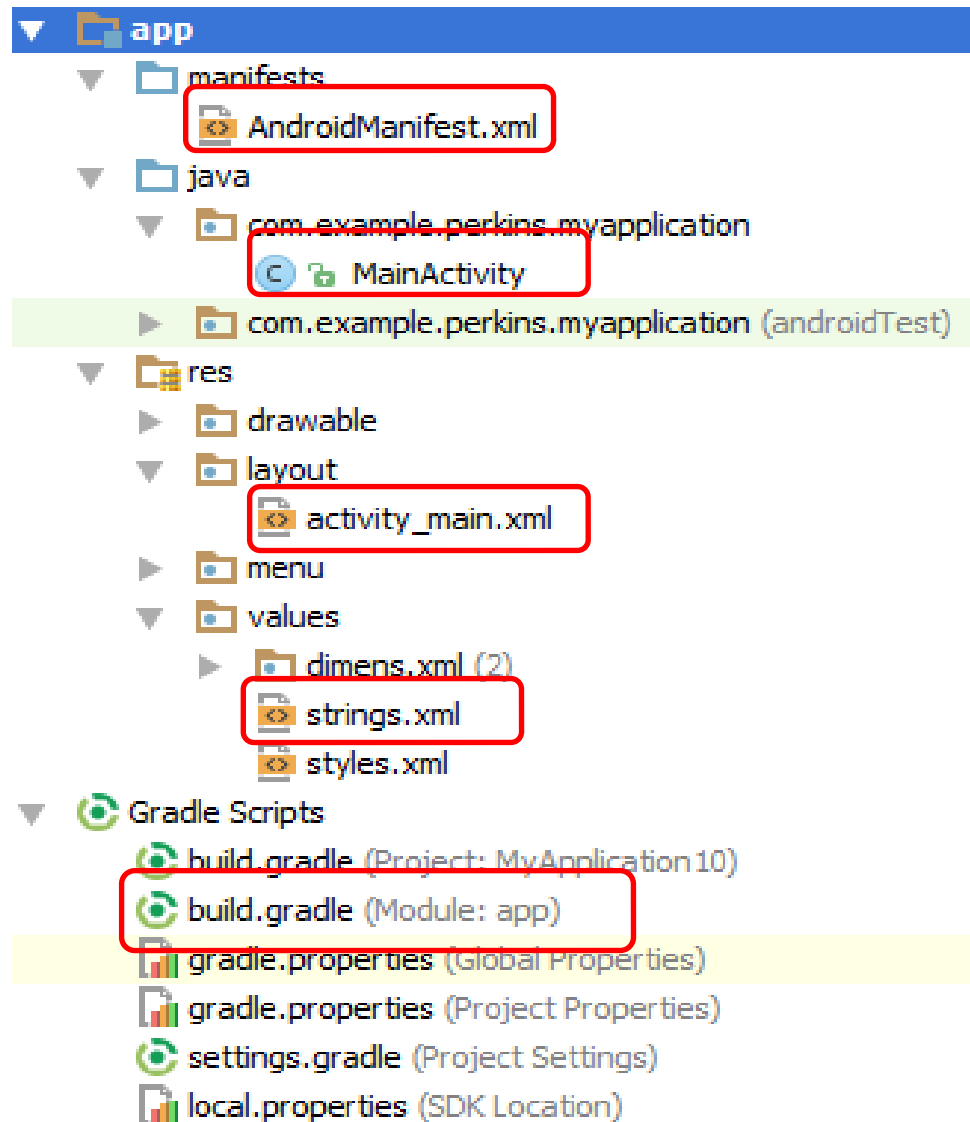 app
manifests
AndroidManifest.xml
java
com.example.perkins.myapplication
C MainActivity
com.example.perkins.myapplication (androidTest)
res
drawable
layout
activity_main.xml
menu
values
dimens.xml (2)
strings.xml
styles.xml
Gradle Scripts
build.gradle (Project: MyApplication10)
build.gradle (Module: app)
gradle.properties (Global Properties)
gradle.properties (Project Properties)
settings.gradle (Project Settings)
local.properties (SDK Location)